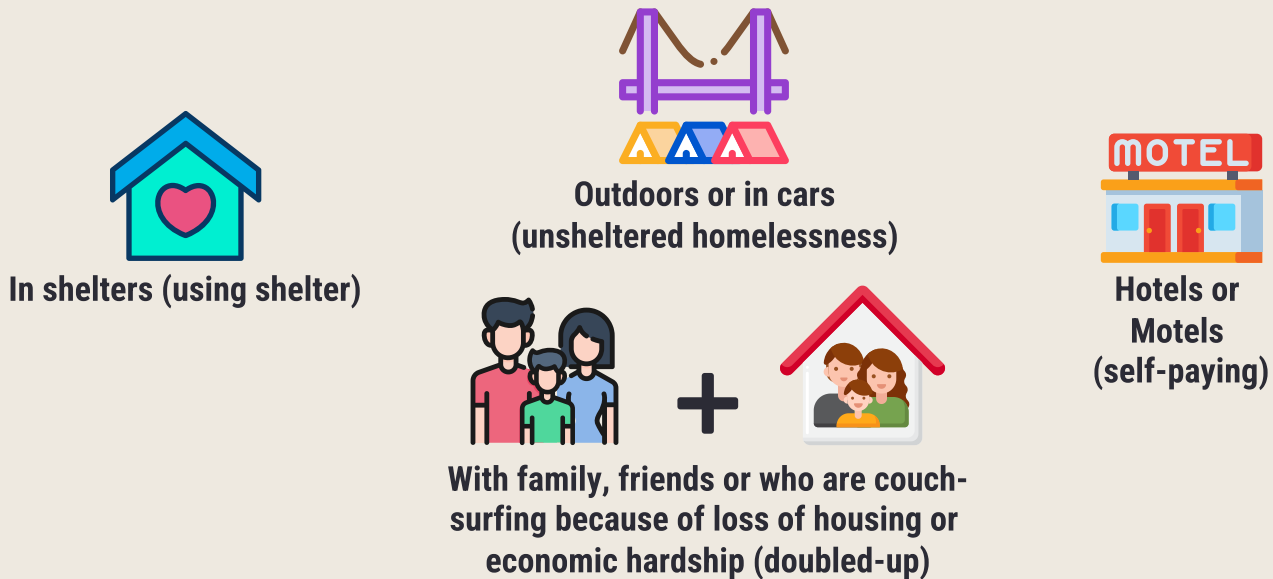 In shelters (using shelter)
Outdoors or in cars
(unsheltered homelessness)
MOTEL
Hotels or
Motels
(self-paying)
With family, friends or who are couch-
surfing because of loss of housing or
economic hardship (doubled-up)